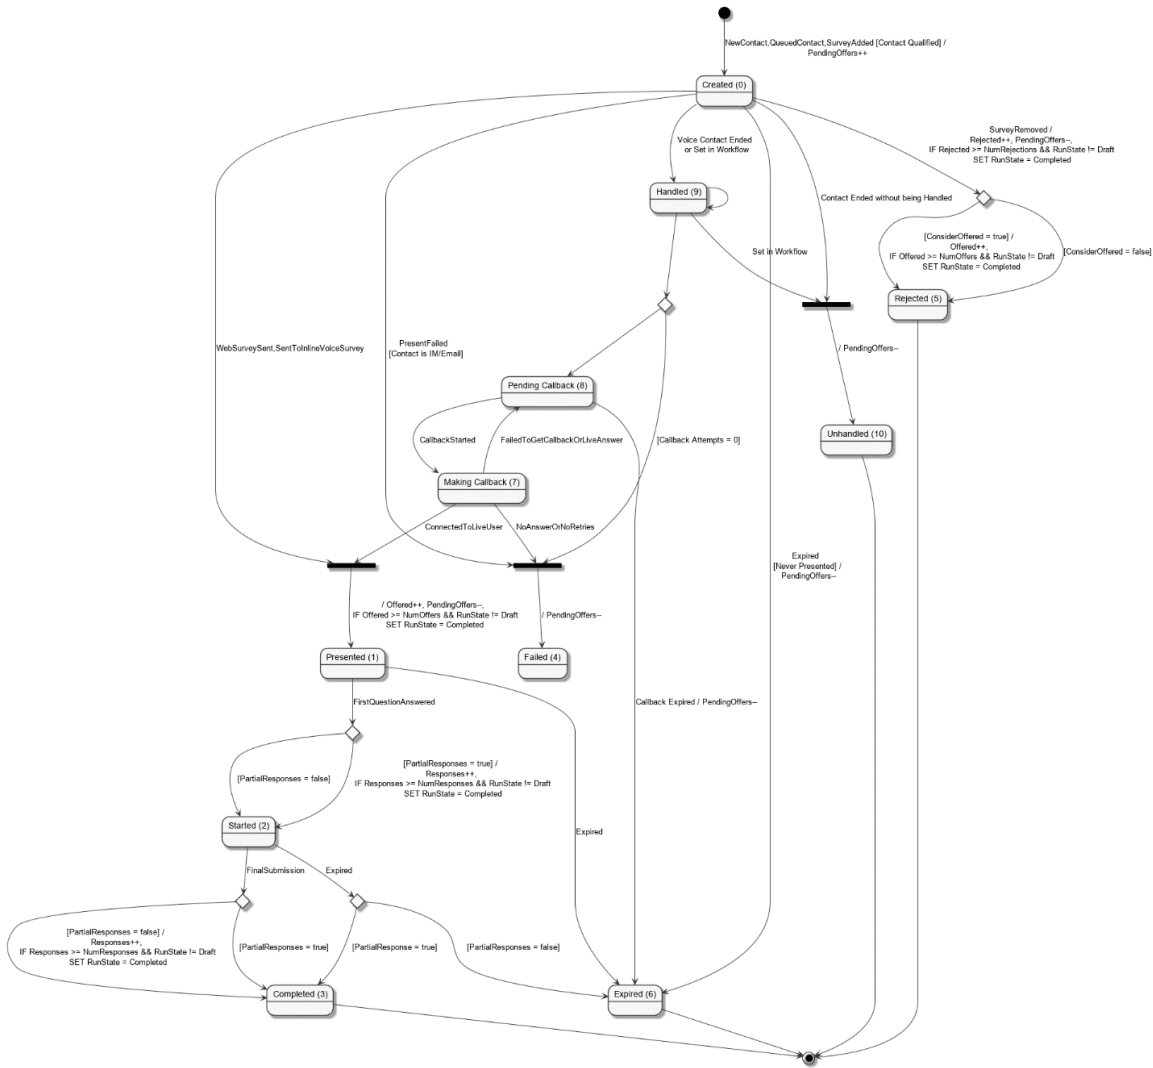 NewContact,QueuedContact,SurveyAdded [Contact Qualified] /
PendingOffers++
Created (0)
Voice Contact Ended
or Set in Workflow
SurveyRemoved /
Rejected++, PendingOffers--,
IF Rejected >= NumRejections && RunState != Draft
SET RunState = Completed
Handled (9)
Contact Ended without being Handled
Set in Workflow
[ConsiderOffered = true] /
Offered++,
IF Offered >= NumOffers && RunState != Draft
SET RunState = Completed
[ConsiderOffered = false]
Rejected (5)
WebSurveySent,SentToInlineVoiceSurvey
PresentFailed
[Contact is IM/Email]
/ PendingOffers--
Pending Callback (8)
CallbackStarted
FailedToGetCallbackOrLiveAnswer
[Callback Attempts = 0]
Unhandled (10)
Making Callback (7)
ConnectedToLiveUser
NoAnswerOrNoRetries
Expired
[Never Presented] /
PendingOffers--
/ Offered++, PendingOffers--,
IF Offered >= NumOffers && RunState != Draft
SET RunState = Completed
/ PendingOffers--
Presented (1)
Failed (4)
FirstQuestionAnswered
Callback Expired / PendingOffers--
[PartialResponses = false]
[PartialResponses = true] /
Responses++,
IF Responses >= NumResponses && RunState != Draft
SET RunState = Completed
Started (2)
Expired
FinalSubmission
Expired
[PartialResponses = false] /
Responses++,
IF Responses >= NumResponses && RunState != Draft
SET RunState = Completed
[PartialResponses = true]
[PartialResponse = true]
[PartialResponses = false]
Completed (3)
Expired (6)